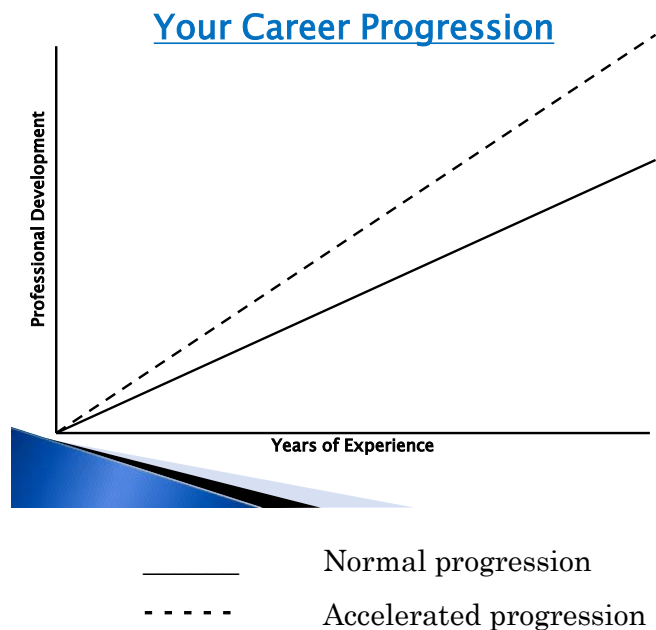 Your Career Progression
Professional Development
Years of Experience
Normal progression
Accelerated progression